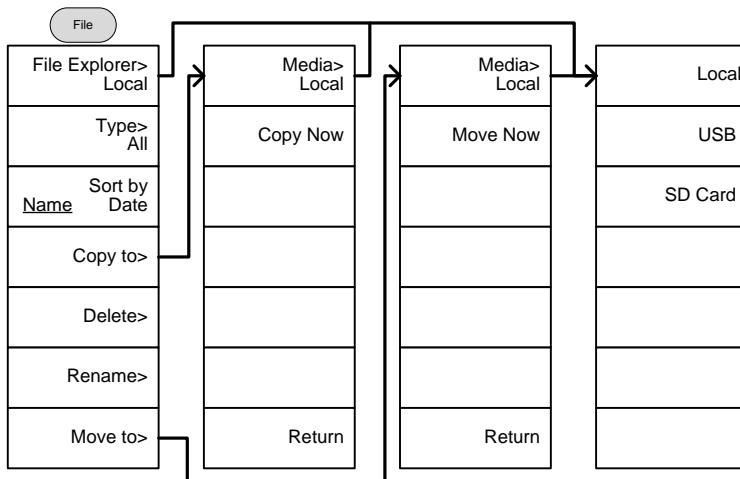 File
File Explorer>
Local
Type>
All
Sort by
Name Date
Copy to>
Delete>
Rename>
Move to>
Media>
Local
Copy Now
Return
Media>
Local
Move Now
Return
Local
USB
SD Card